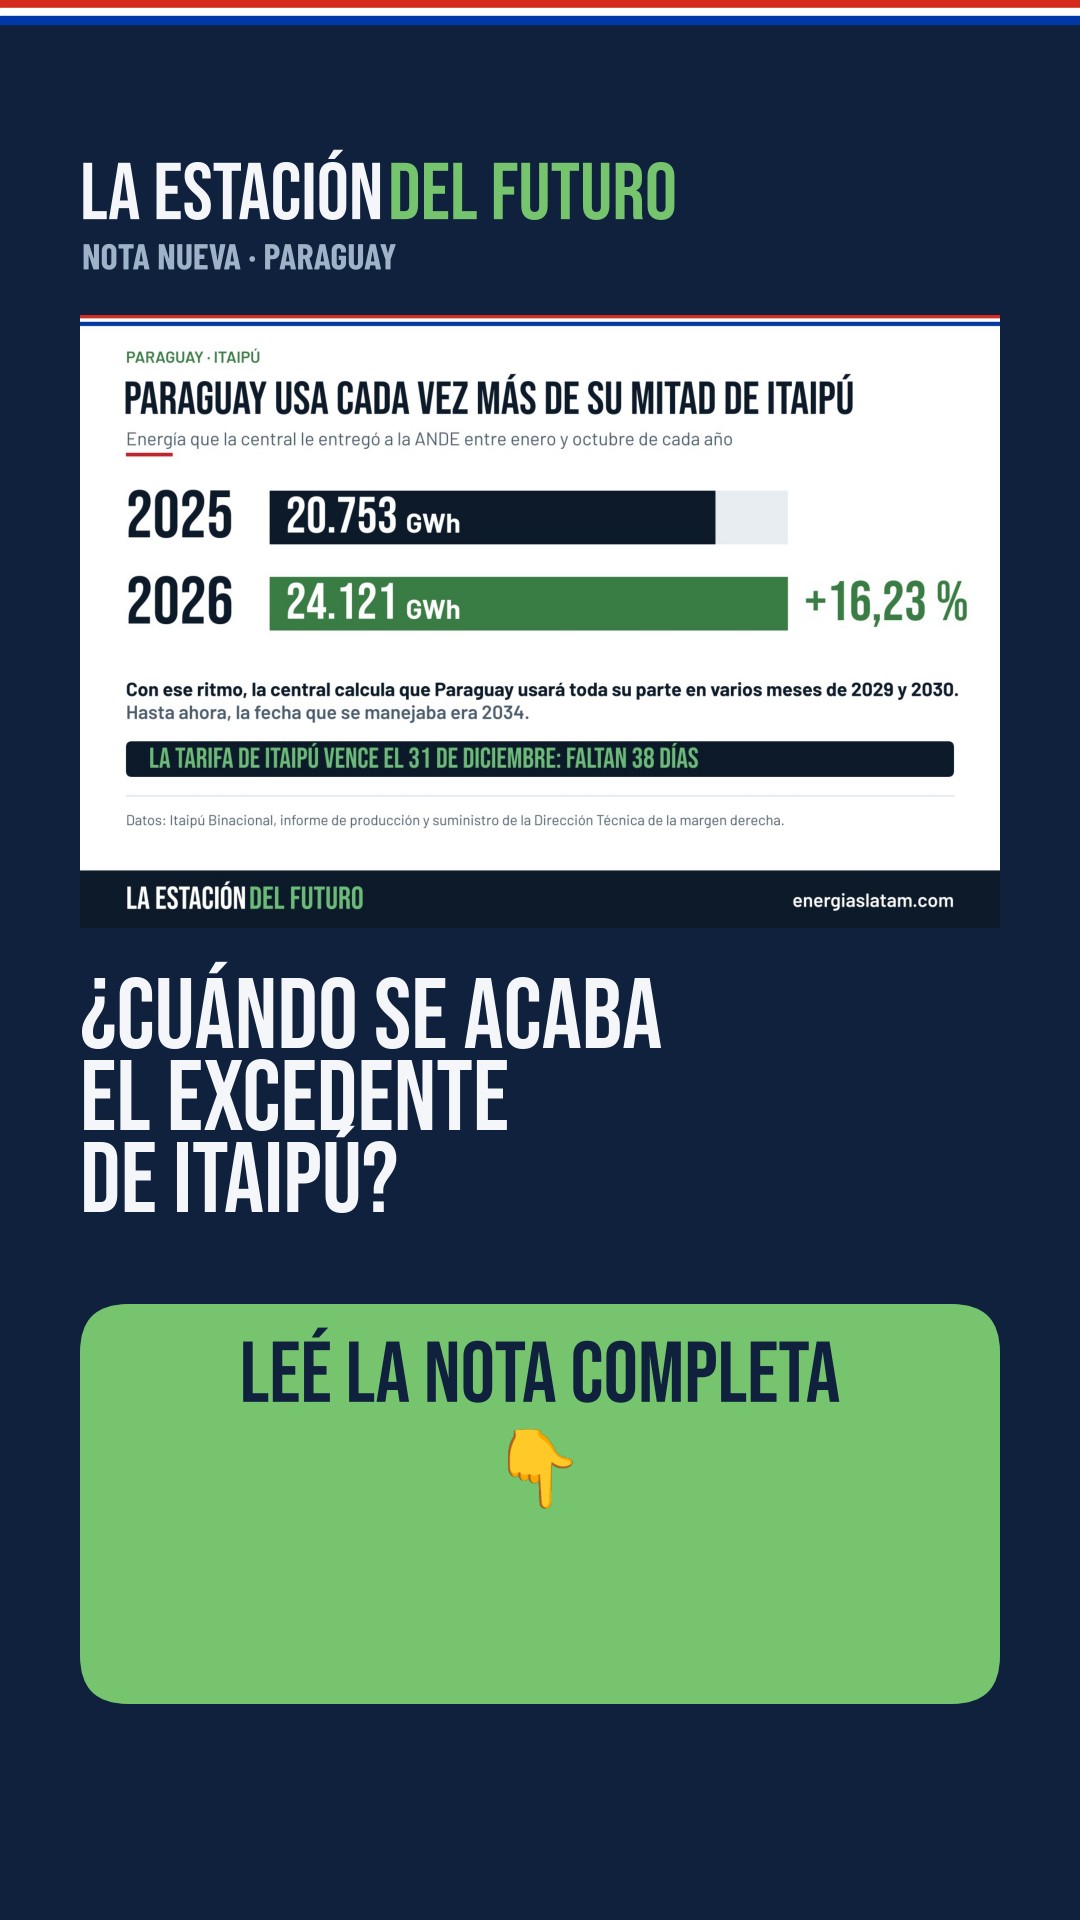 LA ESTACIÓN DEL FUTURO
NOTA NUEVA · PARAGUAY
PARAGUAY · ITAIPÚ
PARAGUAY USA CADA VEZ MÁS DE SU MITAD DE ITAIPÚ
Energía que la central le entregó a la ANDE entre enero y octubre de cada año
2025 20.753 GWh
2026 24.121 GWh +16,23 %
Con ese ritmo, la central calcula que Paraguay usará toda su parte en varios meses de 2029 y 2030.
Hasta ahora, la fecha que se manejaba era 2034.
LA TARIFA DE ITAIPÚ VENCE EL 31 DE DICIEMBRE: FALTAN 38 DÍAS
Datos: Itaipú Binacional, informe de producción y suministro de la Dirección Técnica de la margen derecha.
LA ESTACIÓN DEL FUTURO energiaslatam.com
¿CUÁNDO SE ACABA
EL EXCEDENTE
DE ITAIPÚ?
LEÉ LA NOTA COMPLETA